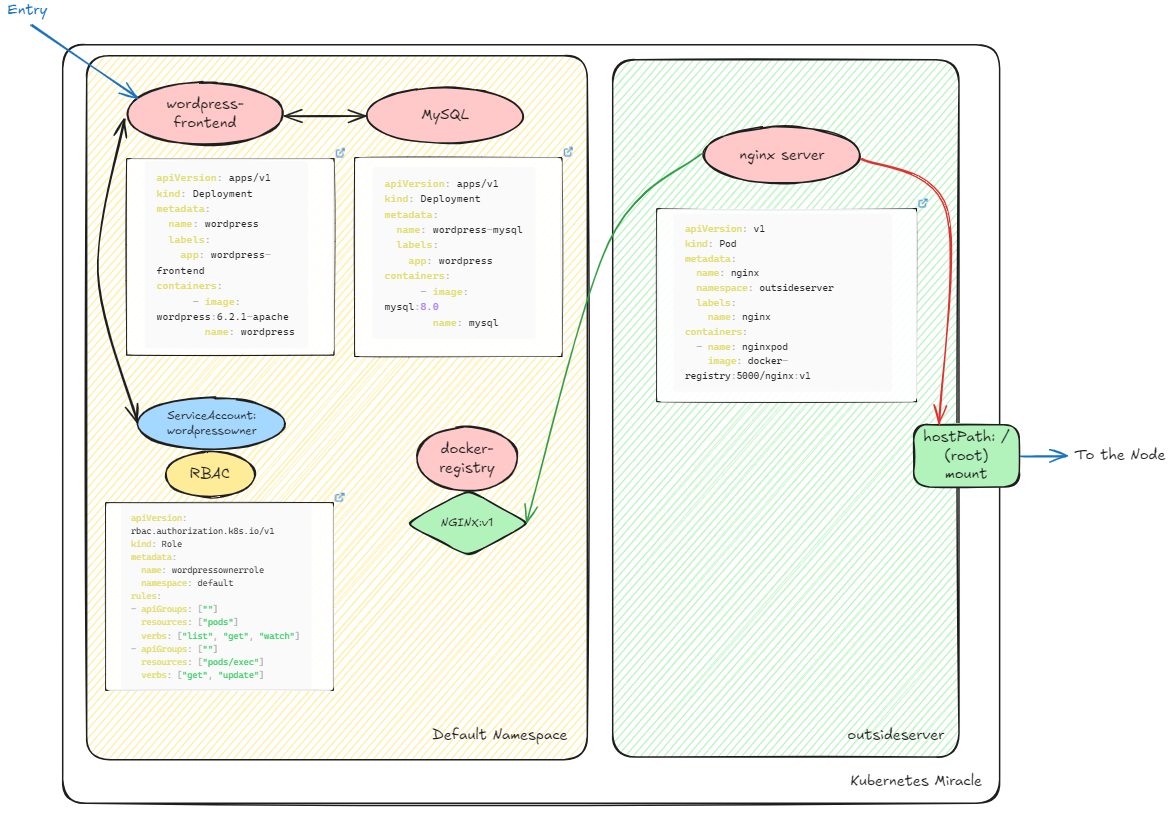 Entry
wordpress-
frontend
MySQL
apiVersion: apps/v1
kind: Deployment
metadata:
name: wordpress
labels:
app: wordpress-
frontend
containers:
- image:
wordpress:6.2.1-apache
name: wordpress
apiVersion: apps/v1
kind: Deployment
metadata:
name: wordpress-mysql
labels:
app: wordpress
containers:
- image:
mysql:8.0
name: mysql
ServiceAccount:
wordpressowner
RBAC
apiVersion:
rbac.authorization.k8s.io/v1
kind: Role
metadata:
name: wordpressownerrole
namespace: default
rules:
- apiGroups: [""]
resources: ["pods"]
verbs: ["list", "get", "watch"]
- apiGroups: [""]
resources: ["pods/exec"]
verbs: ["get", "update"]
docker-
registry
NGINX:v1
Default Namespace
nginx server
apiVersion: v1
kind: Pod
metadata:
name: nginx
namespace: outsideserver
labels:
name: nginx
containers:
- name: nginxpod
image: docker-
registry:5000/nginx:v1
hostPath: /
(root)
mount
To the Node
outsideserver
Kubernetes Miracle